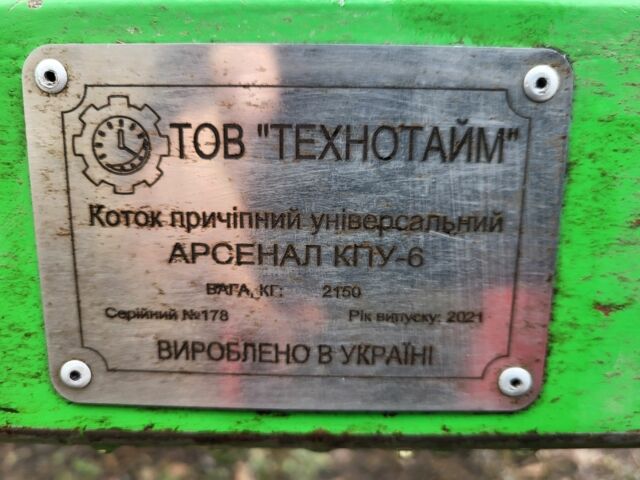 ТОВ "ТЕХНОТАЙМ"
Коток причіпний універсальний
АРСЕНАЛ КПУ-6
ВАГА, КГ: 2150
Серійний №178 Рік випуску: 2021
ВИРОБЛЕНО В УКРАЇНІ